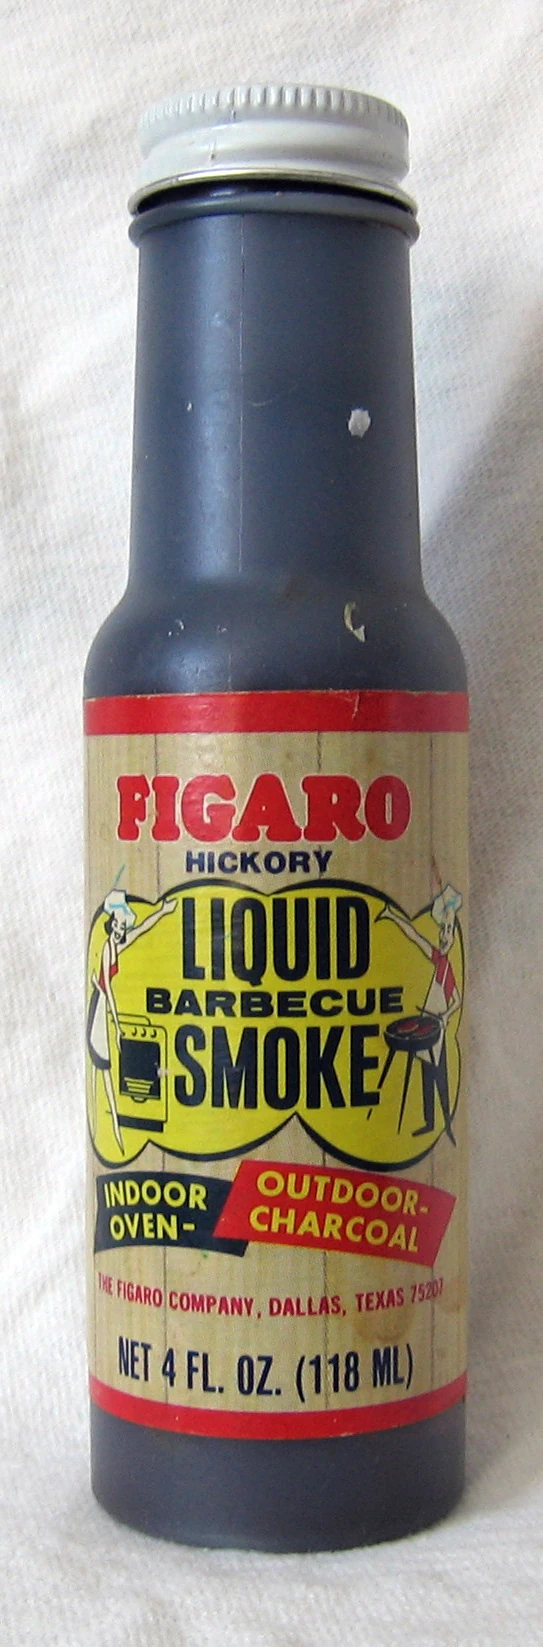 FIGARO
HICKORY
LIQUID
BARBECUE
SMOKE
INDOOR
OVEN-
OUTDOOR-
CHARCOAL
THE FIGARO COMPANY, DALLAS, TEXAS 75207
NET 4 FL. OZ. (118 ML)